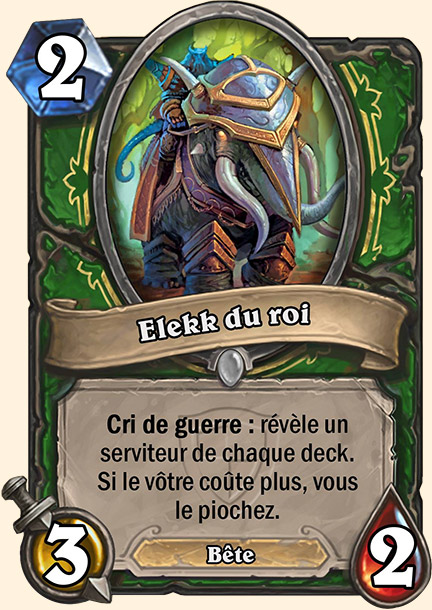 2
Elekk du roi
Cri de guerre : révèle un
serviteur de chaque deck.
Si le vôtre coûte plus, vous
le piochez.
Bête
3
2